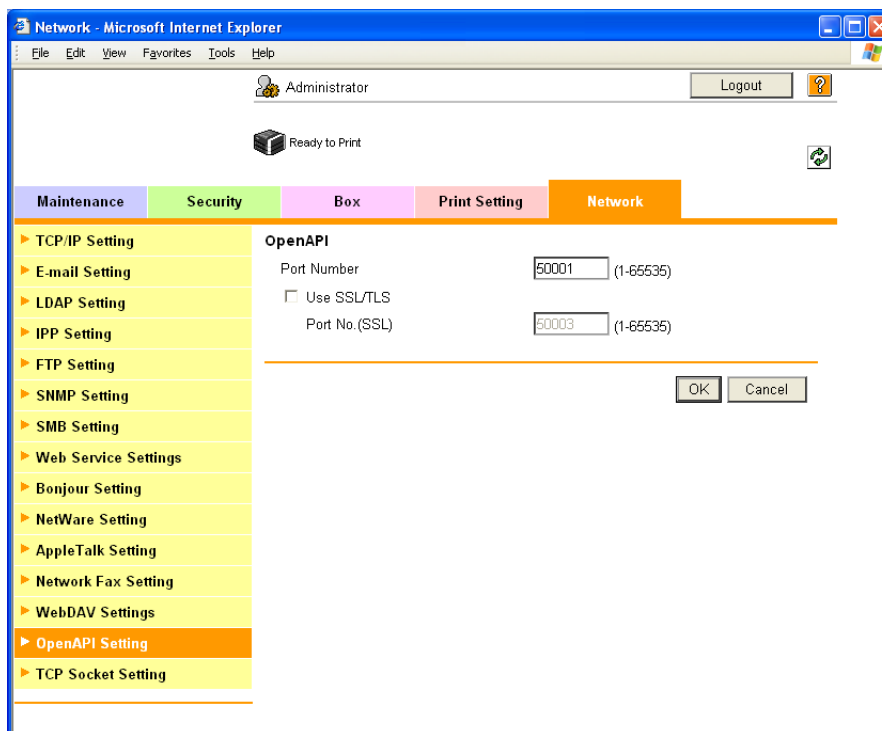 Network - Microsoft Internet Explorer
File Edit View Favorites Tools Help
Administrator Logout ?
Ready to Print
Maintenance Security Box Print Setting Network
TCP/IP Setting
E-mail Setting
LDAP Setting
IPP Setting
FTP Setting
SNMP Setting
SMB Setting
Web Service Settings
Bonjour Setting
NetWare Setting
AppleTalk Setting
Network Fax Setting
WebDAV Settings
OpenAPI Setting
TCP Socket Setting
OpenAPI
Port Number 50001 (1-65535)
Use SSL/TLS
Port No.(SSL) 50003 (1-65535)
OK Cancel